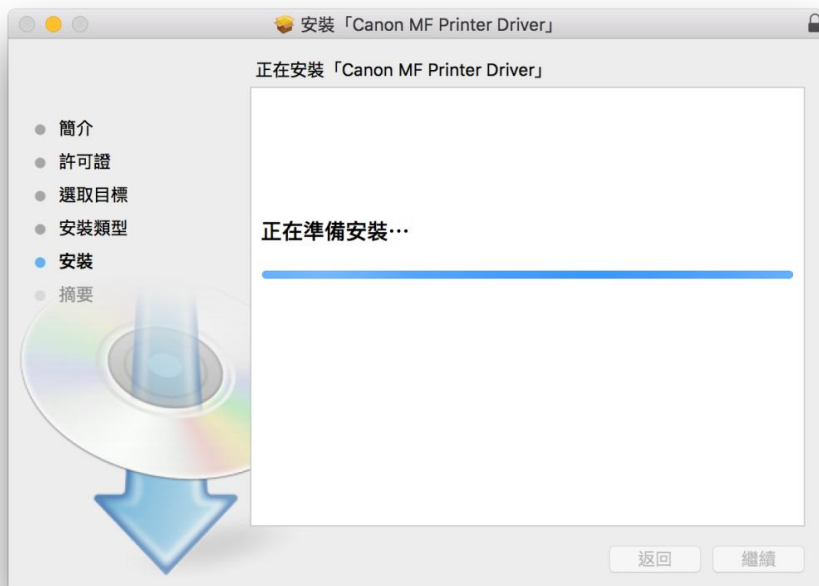 安裝「Canon MF Printer Driver」
正在安裝「Canon MF Printer Driver」
簡介
許可證
選取目標
安裝類型
安裝
摘要
正在準備安裝⋯
返回
繼續